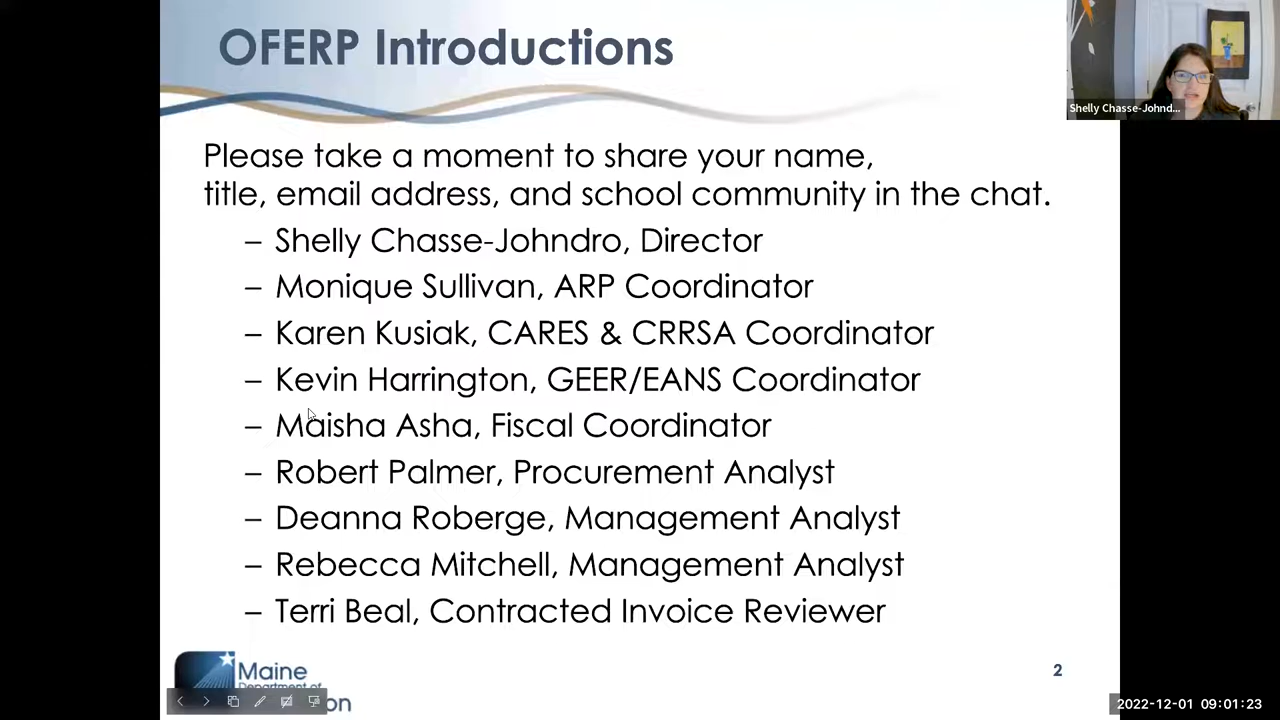 OFERP Introductions
Shelly Chasse-Johnd...
Please take a moment to share your name,
title, email address, and school community in the chat.
– Shelly Chasse-Johndro, Director
– Monique Sullivan, ARP Coordinator
– Karen Kusiak, CARES & CRRSA Coordinator
– Kevin Harrington, GEER/EANS Coordinator
– Maisha Asha, Fiscal Coordinator
– Robert Palmer, Procurement Analyst
– Deanna Roberge, Management Analyst
– Rebecca Mitchell, Management Analyst
– Terri Beal, Contracted Invoice Reviewer
Maine
Department of
on
2
2022-12-01 09:01:23